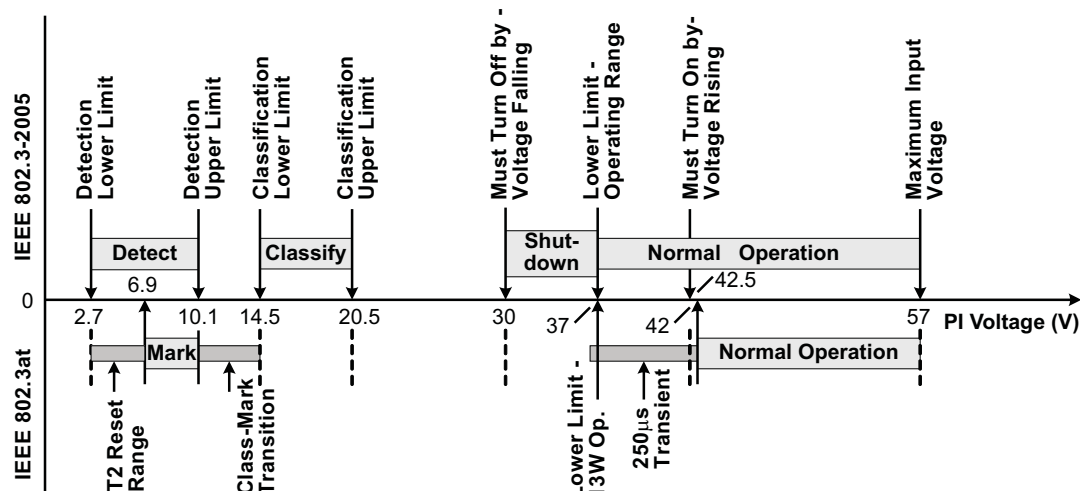 IEEE 802.3-2005
Detection
Lower Limit
Detection
Upper Limit
Classification
Lower Limit
Classification
Upper Limit
Must Turn Off by -
Voltage Falling
Lower Limit -
Operating Range
Must Turn On by-
Voltage Rising
Maximum Input
Voltage
Detect
Classify
Shut-
down
Normal Operation
6.9
42.5
0
2.7
10.1
14.5
20.5
30
37
42
57
PI Voltage (V)
IEEE 802.3at
Mark
Normal Operation
T2 Reset
Range
Class-Mark
Transition
Lower Limit -
13W Op.
250μs
Transient